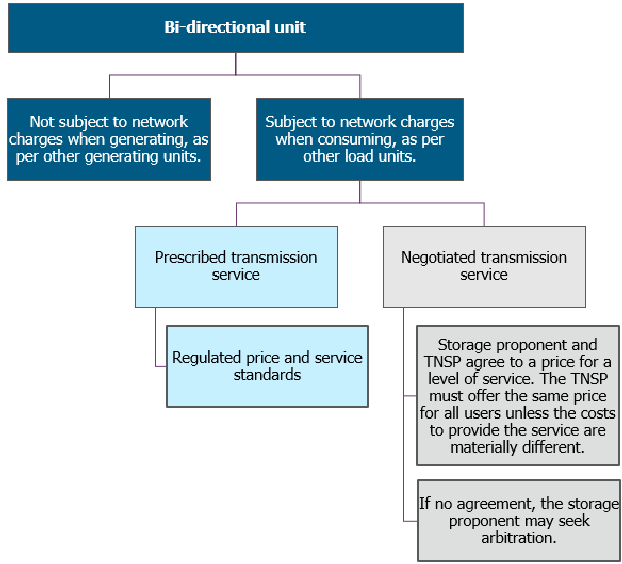 Bi-directional unit
Not subject to network
charges when generating, as
per other generating units.
Subject to network charges
when consuming, as per
other load units.
Prescribed transmission
service
Negotiated transmission
service
Regulated price and service
standards
Storage proponent and
TNSP agree to a price for a
level of service. The TNSP
must offer the same price
for all users unless the costs
to provide the service are
materially different.
If no agreement, the storage
proponent may seek
arbitration.